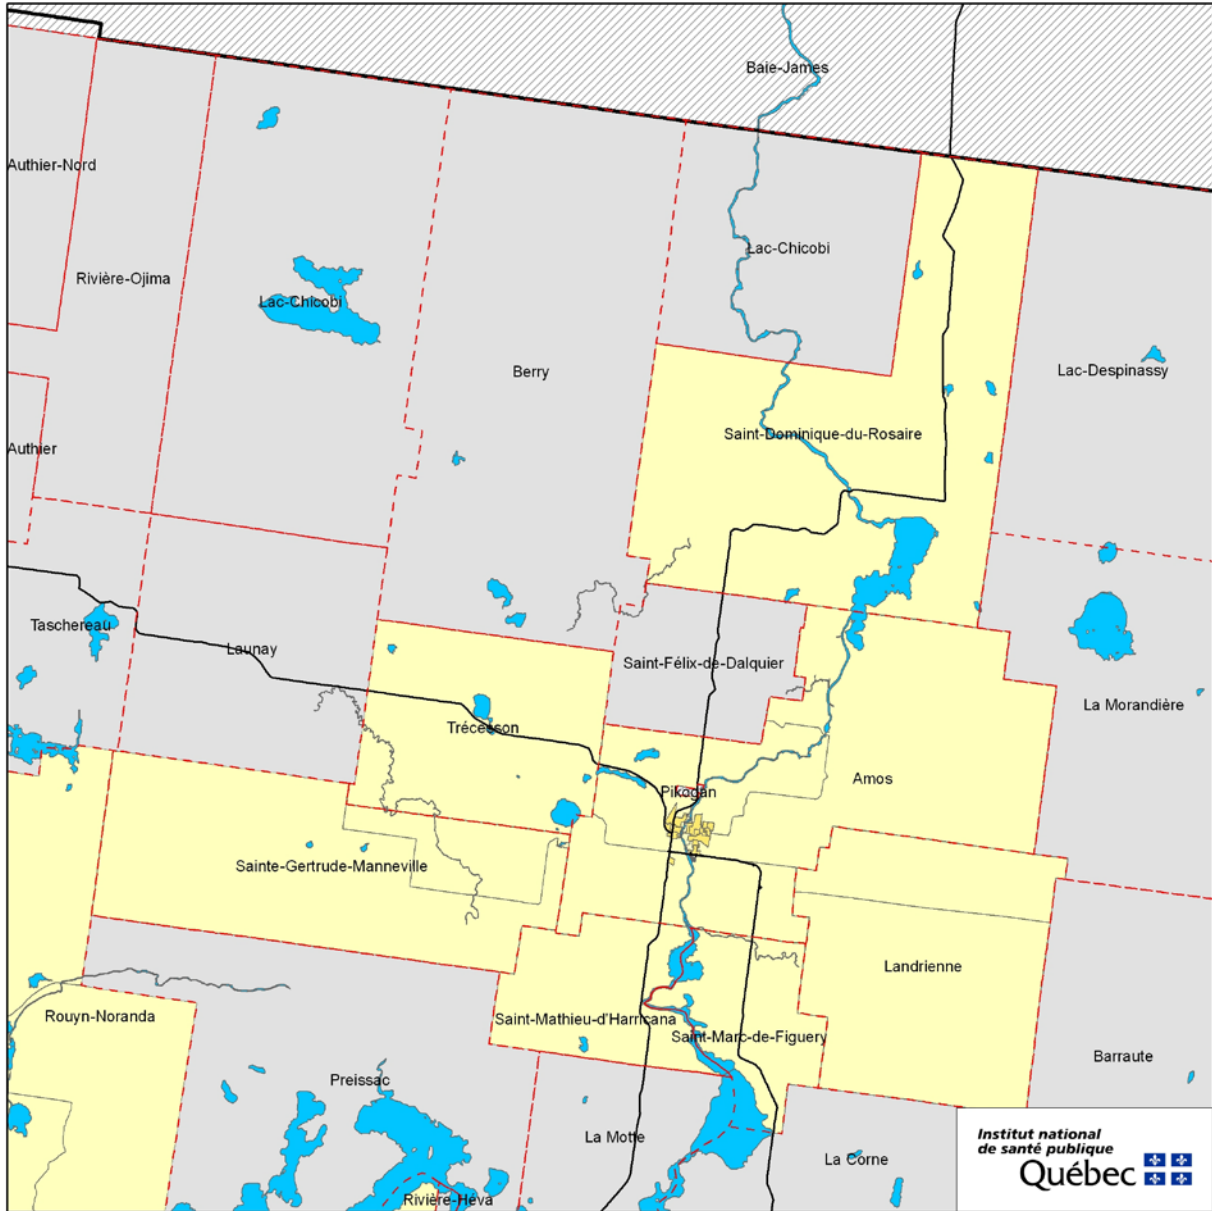 Baie-James
Authier-Nord
Lac-Chicobi
Rivière-Ojima
Lac-Chicobi
Berry
Lac-Despinassy
Saint-Dominique-du-Rosaire
Authier
Taschereau
Launay
Saint-Félix-de-Dalquier
La Morandière
Trécesson
Amos
Pikogan
Sainte-Gertrude-Manneville
Landrienne
Rouyn-Noranda
Saint-Mathieu-d'Harricana
Saint-Marc-de-Figuery
Barraute
Preissac
La Motte
La Corne
Rivière-Héva
Institut national
de santé publique
Québec